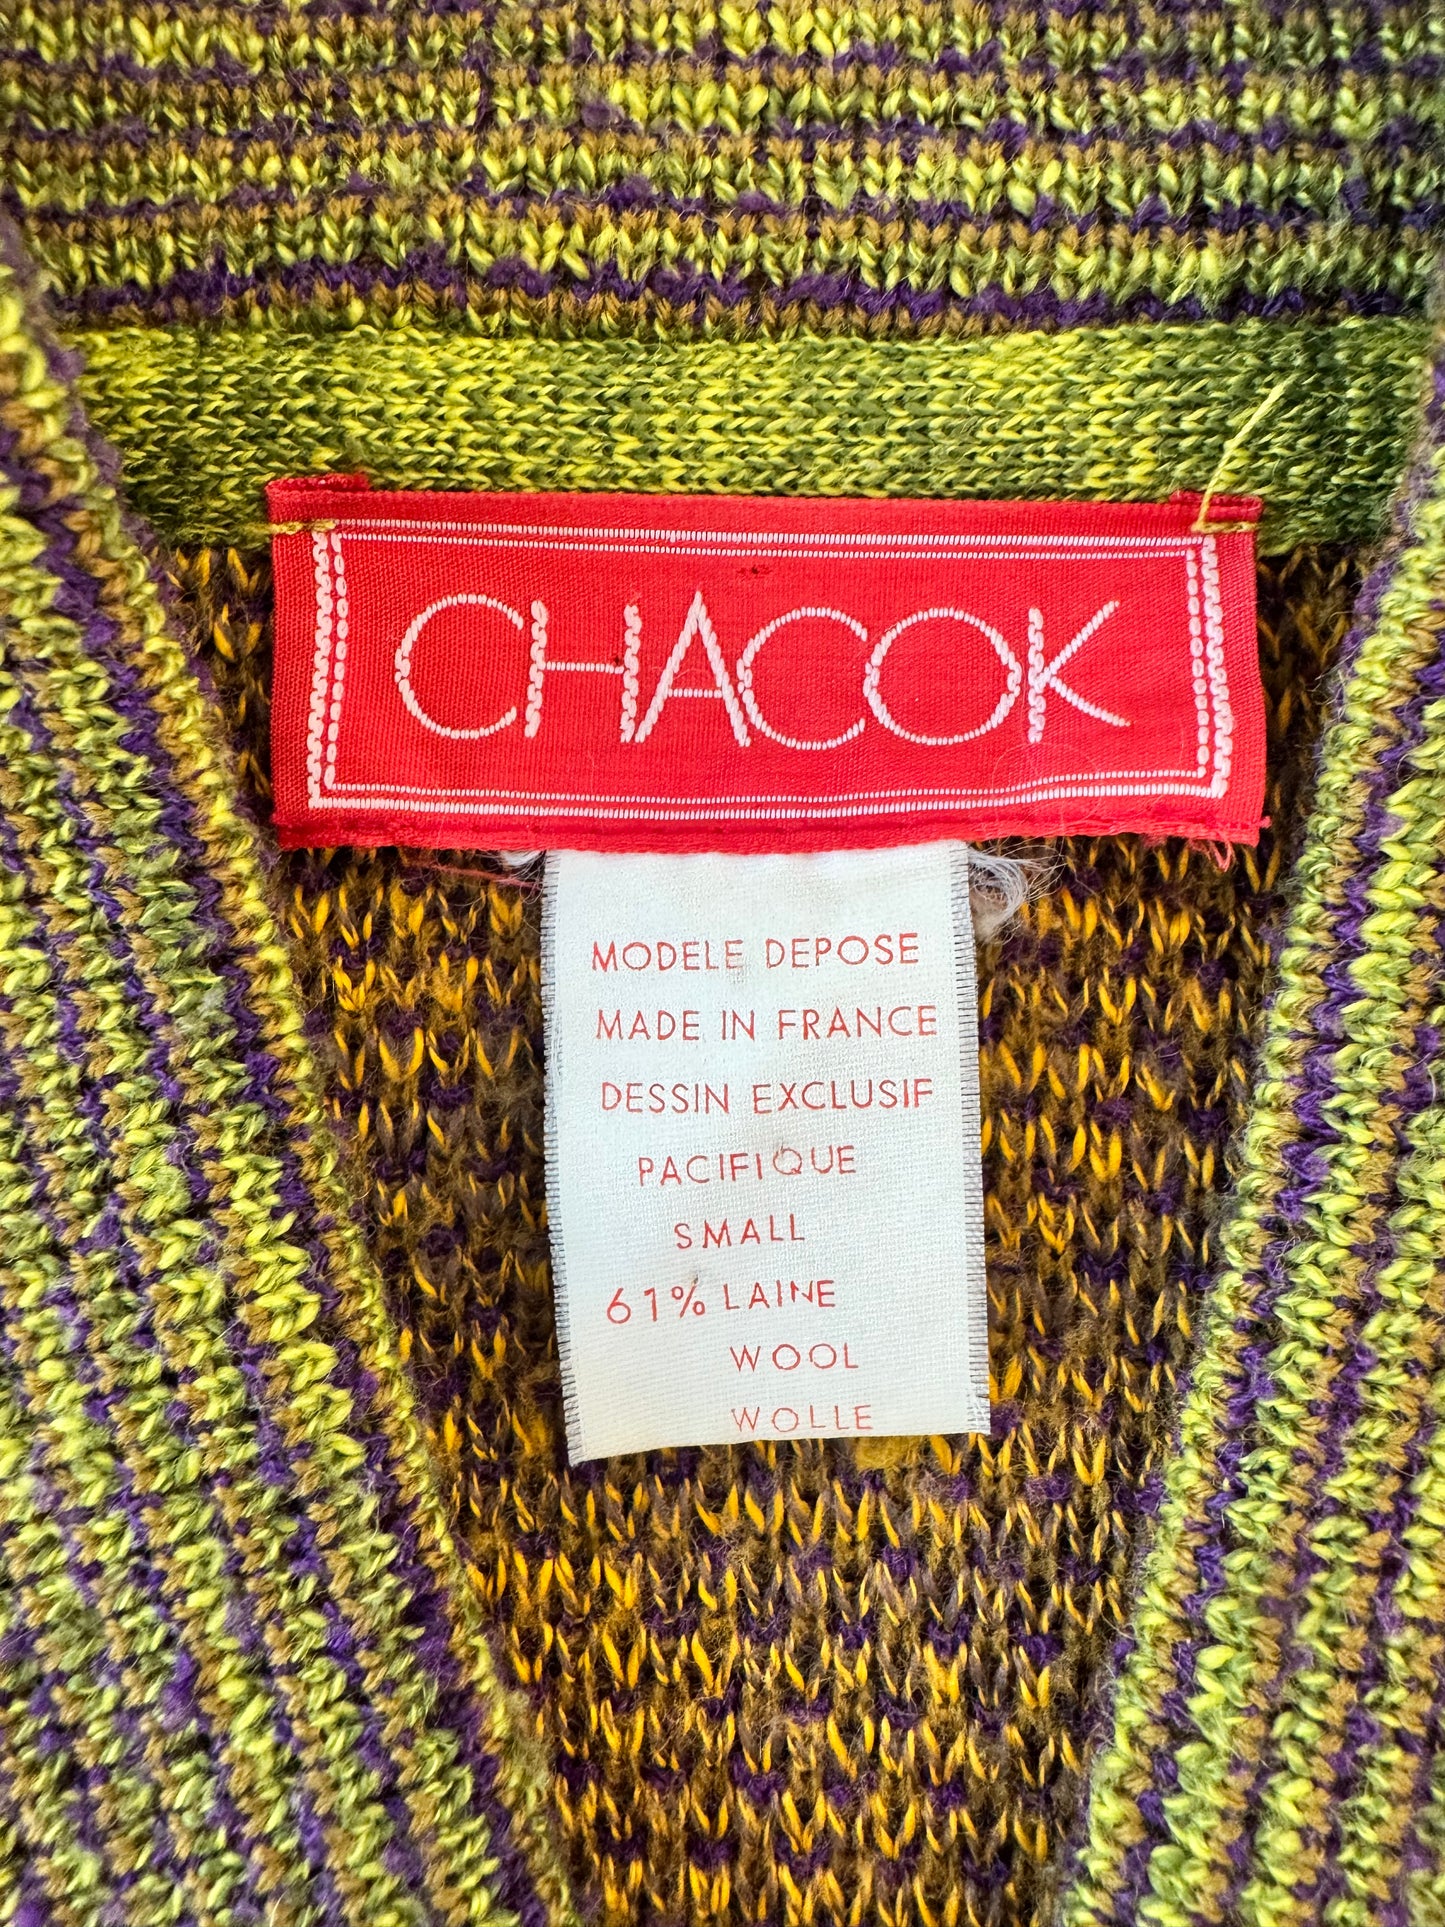 CHACOK
MODELE DEPOSE
MADE IN FRANCE
DESSIN EXCLUSIF
PACIFIQUE
SMALL
61% LAINE
WOOL
WOLLE